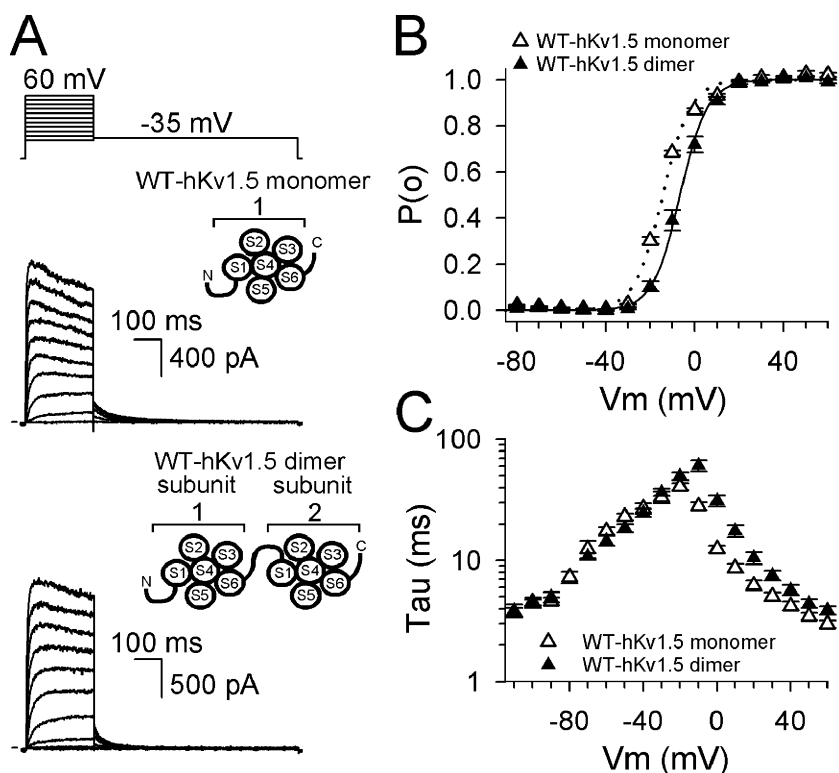 A
60 mV
-35 mV
WT-hKv1.5 monomer
1
S2
S3
C
N
S1
S4
S6
S5
100 ms
400 pA
WT-hKv1.5 dimer
subunit
subunit
1
2
S2
S3
S2
S3
C
N
S1
S4
S6
S1
S4
S6
S5
S5
100 ms
500 pA
B
WT-hKv1.5 monomer
WT-hKv1.5 dimer
1.0
0.8
0.6
0.4
0.2
0.0
P(o)
-80
-40
0
40
Vm (mV)
C
100
10
1
Tau (ms)
WT-hKv1.5 monomer
WT-hKv1.5 dimer
-80
-40
0
40
Vm (mV)